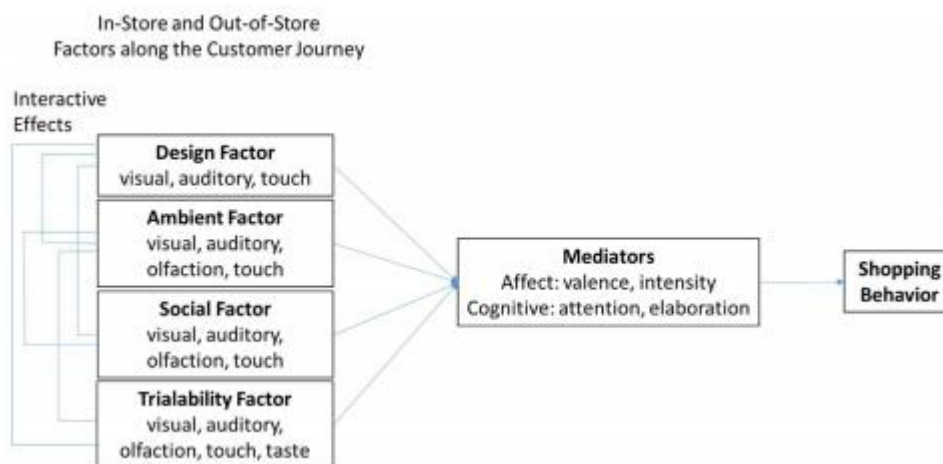 In-Store and Out-of-Store
Factors along the Customer Journey
Interactive
Effects
Design Factor
visual, auditory, touch
Ambient Factor
visual, auditory,
olfaction, touch
Social Factor
visual, auditory,
olfaction, touch
Trialability Factor
visual, auditory,
olfaction, touch, taste
Mediators
Affect: valence, intensity
Cognitive: attention, elaboration
Shopping
Behavior